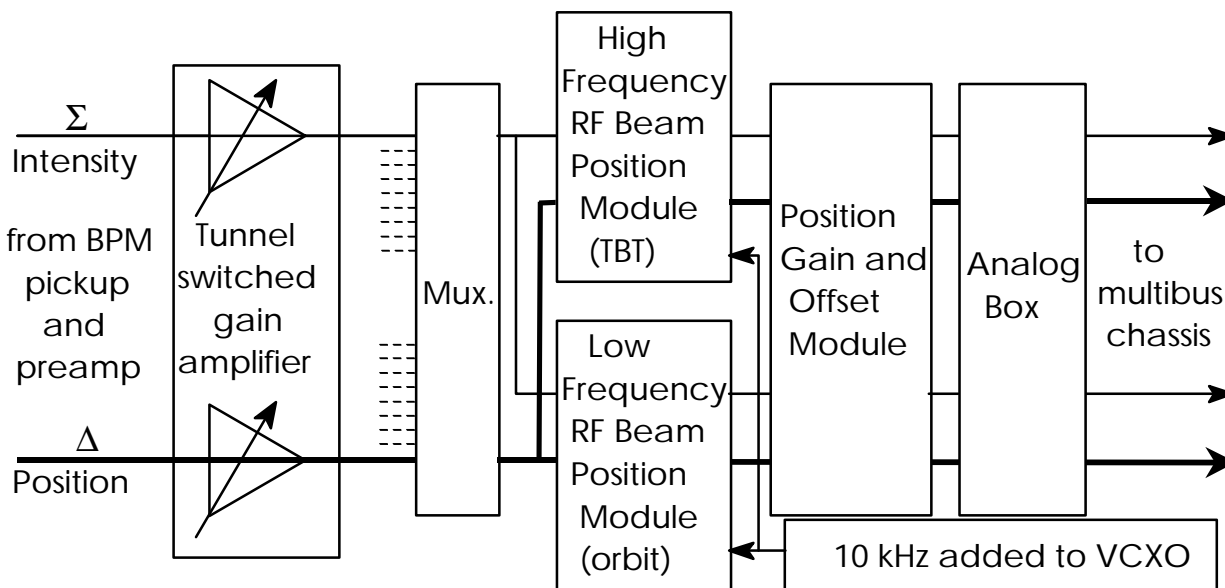 Σ
Intensity
from BPM
pickup
and
preamp
Δ
Position
Tunnel
switched
gain
amplifier
Mux.
High
Frequency
RF Beam
Position
Module
(TBT)
Low
Frequency
RF Beam
Position
Module
(orbit)
Position
Gain and
Offset
Module
Analog
Box
to
multibus
chassis
10 kHz added to VCXO